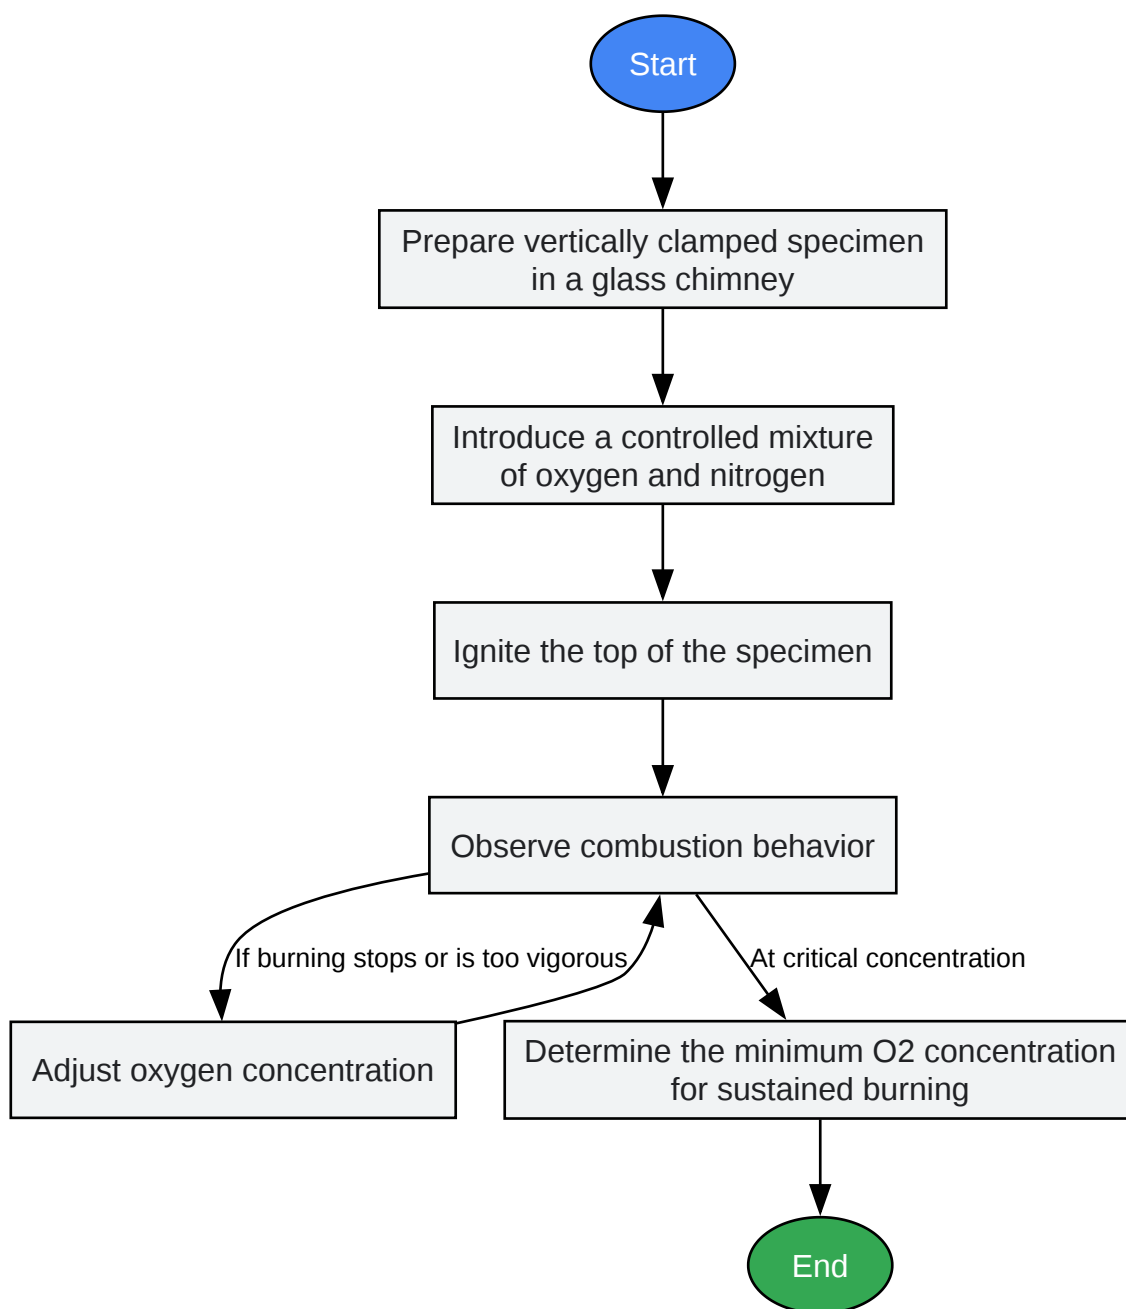 Start
Prepare vertically clamped specimen
in a glass chimney
Introduce a controlled mixture
of oxygen and nitrogen
Ignite the top of the specimen
Observe combustion behavior
If burning stops or is too vigorous
At critical concentration
Adjust oxygen concentration
Determine the minimum O2 concentration
for sustained burning
End